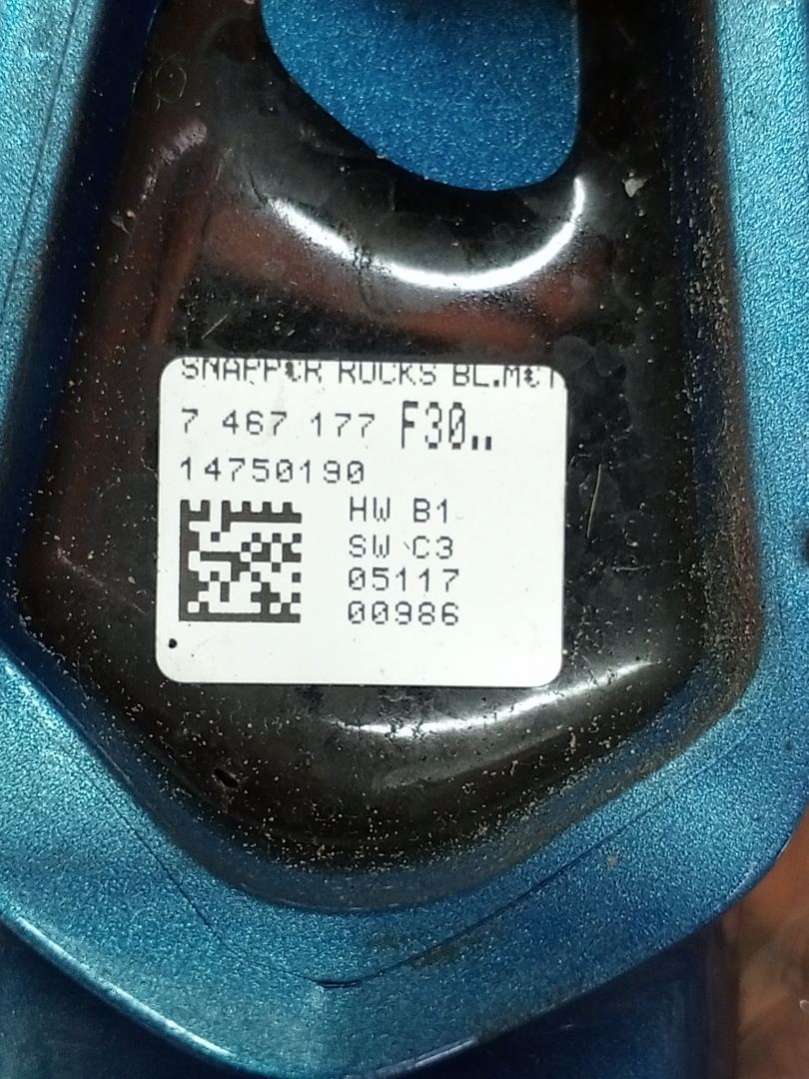 SNAPPER ROCKS BL.MET
7 467 177 F30..
14750190
HW B1
SW C3
05117
00986